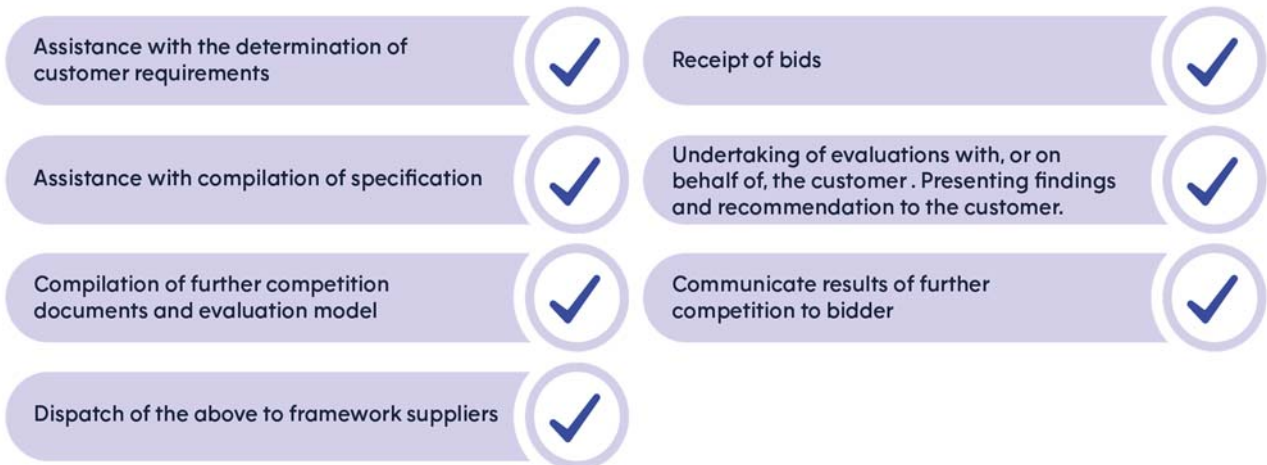 Assistance with the determination of
customer requirements
Assistance with compilation of specification
Compilation of further competition
documents and evaluation model
Dispatch of the above to framework suppliers
Receipt of bids
Undertaking of evaluations with, or on
behalf of, the customer . Presenting findings
and recommendation to the customer.
Communicate results of further
competition to bidder